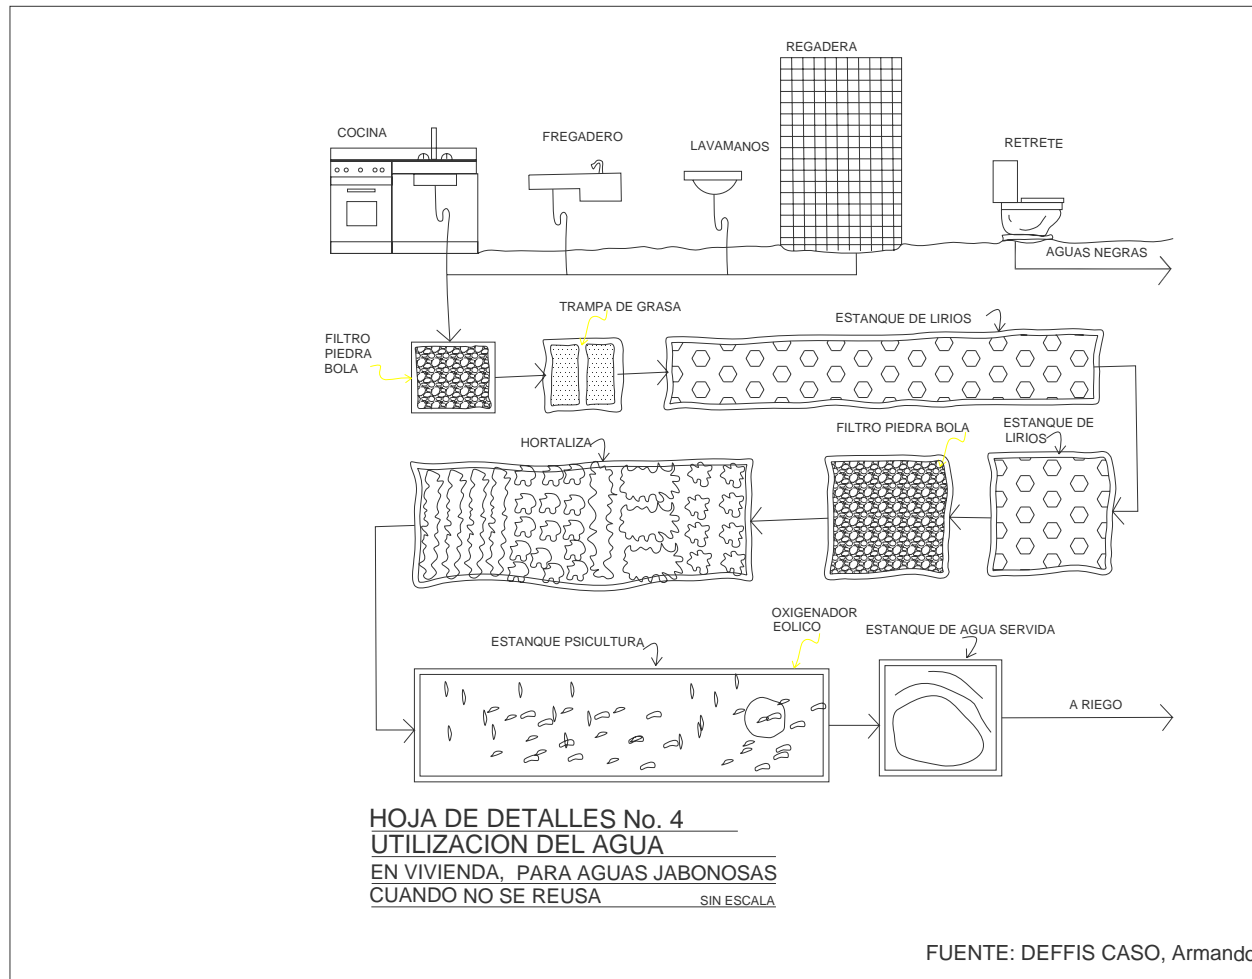 REGADERA
COCINA
FREGADERO
LAVAMANOS
RETRETE
AGUAS NEGRAS
TRAMPA DE GRASA
ESTANQUE DE LIRIOS
FILTRO
PIEDRA
BOLA
HORTALIZA
FILTRO PIEDRA BOLA
ESTANQUE DE
LIRIOS
OXIGENADOR
EOLICO
ESTANQUE PSICULTURA
ESTANQUE DE AGUA SERVIDA
A RIEGO
HOJA DE DETALLES No. 4
UTILIZACION DEL AGUA
EN VIVIENDA, PARA AGUAS JABONOSAS
CUANDO NO SE REUSA
SIN ESCALA
FUENTE: DEFFIS CASO, Armando